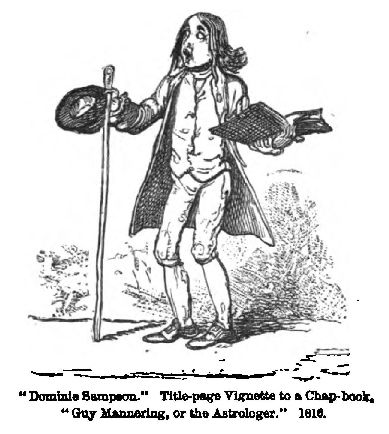 "Dominie Sampson." Title-page Vignette to a Chap-book,
"Guy Mannering, or the Astrologer." 1816.